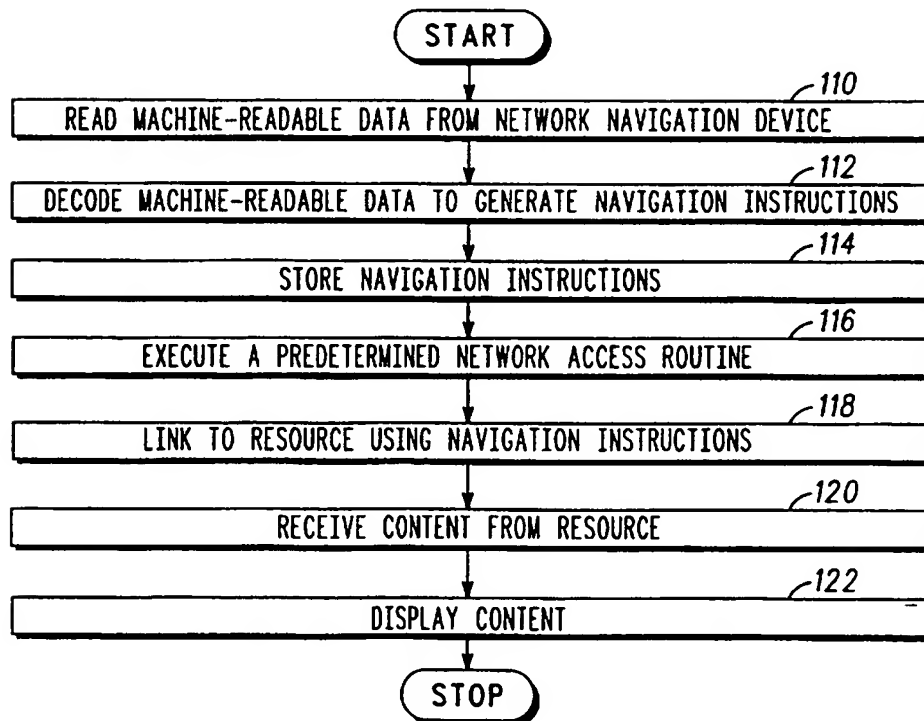 START
110
READ MACHINE-READABLE DATA FROM NETWORK NAVIGATION DEVICE
112
DECODE MACHINE-READABLE DATA TO GENERATE NAVIGATION INSTRUCTIONS
114
STORE NAVIGATION INSTRUCTIONS
116
EXECUTE A PREDETERMINED NETWORK ACCESS ROUTINE
118
LINK TO RESOURCE USING NAVIGATION INSTRUCTIONS
120
RECEIVE CONTENT FROM RESOURCE
122
DISPLAY CONTENT
STOP